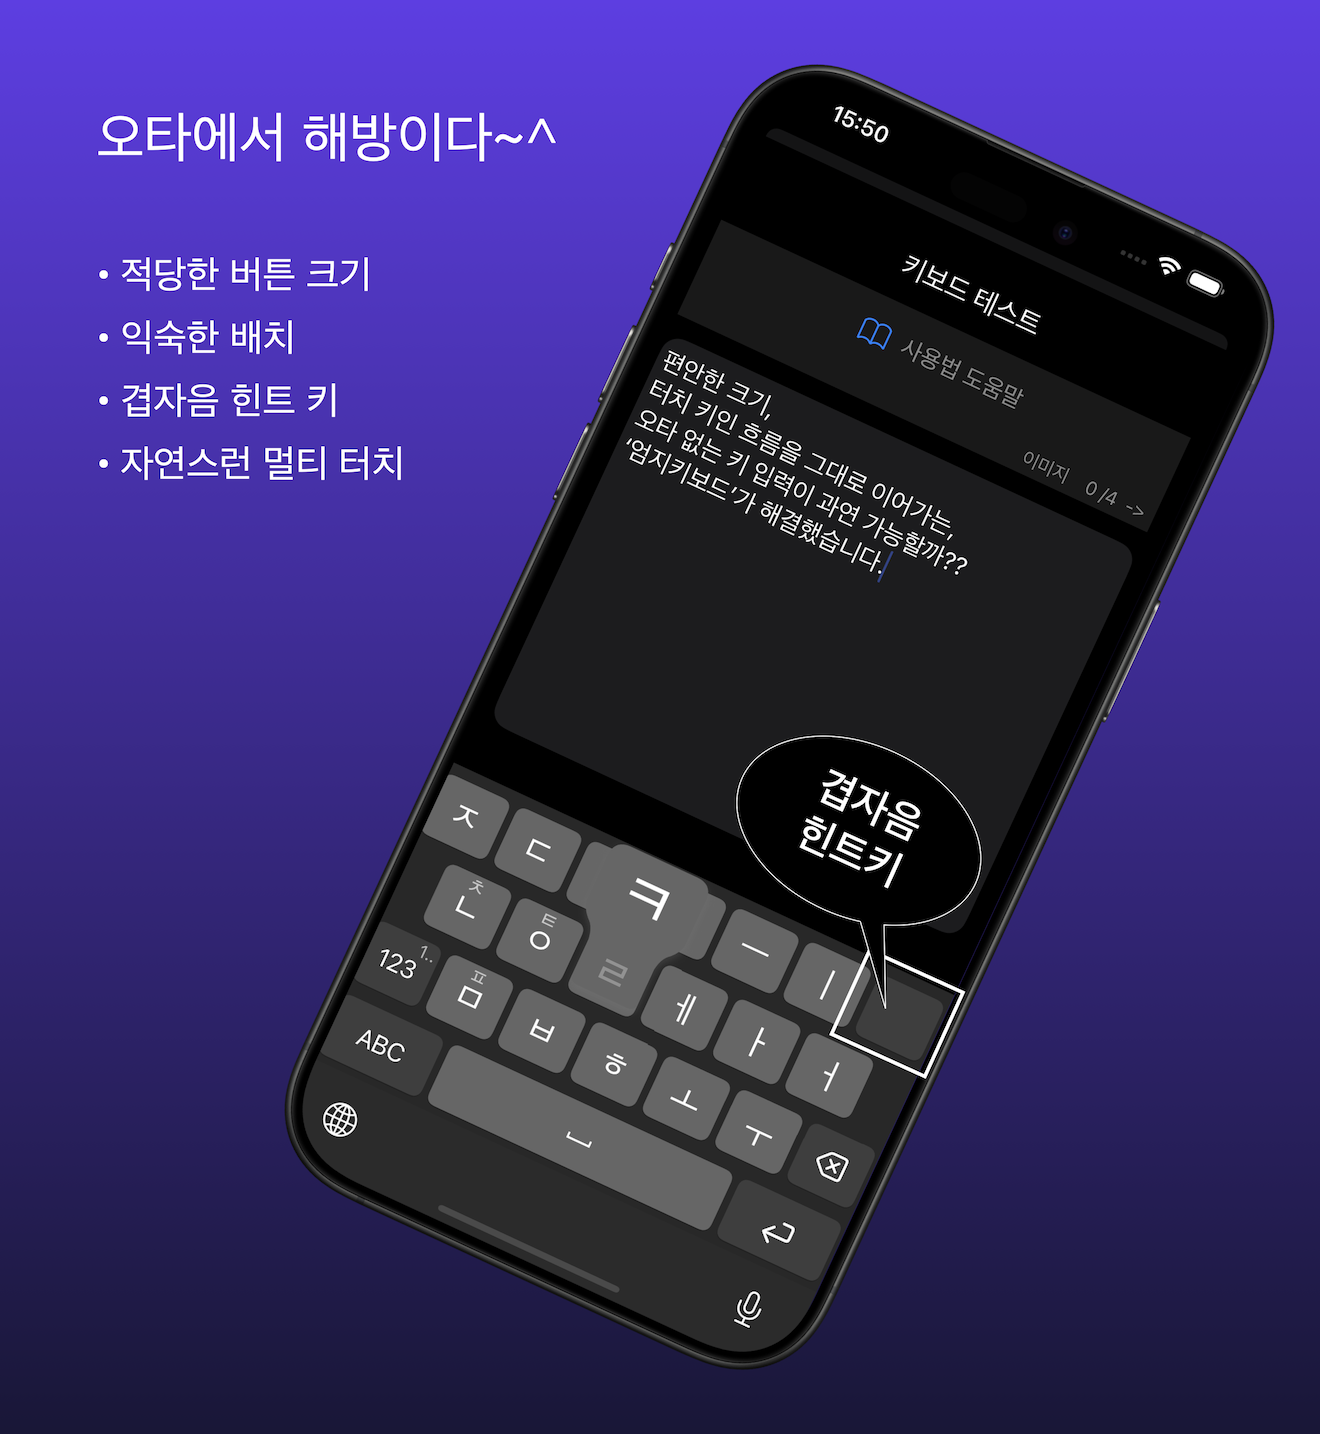 오타에서 해방이다~^
• 적당한 버튼 크기
• 익숙한 배치
• 겹자음 힌트 키
• 자연스런 멀티 터치
15:50
키보드 테스트
사용법 도움말
이미지 0/4 ->
편안한 크기,
터치 키인 흐름을 그대로 이어가는,
오타 없는 키 입력이 과연 가능할까??
'엄지키보드'가 해결했습니다.
겹자음
힌트키
ㅈ ㄷ ㅋ ㅡ ㅣ
ㅊ ㄴ ㅌ ㅇ ㄹ ㅔ ㅏ ㅓ
123 1.. ㅍ ㅁ ㅂ ㅎ ㅗ ㅜ
ABC